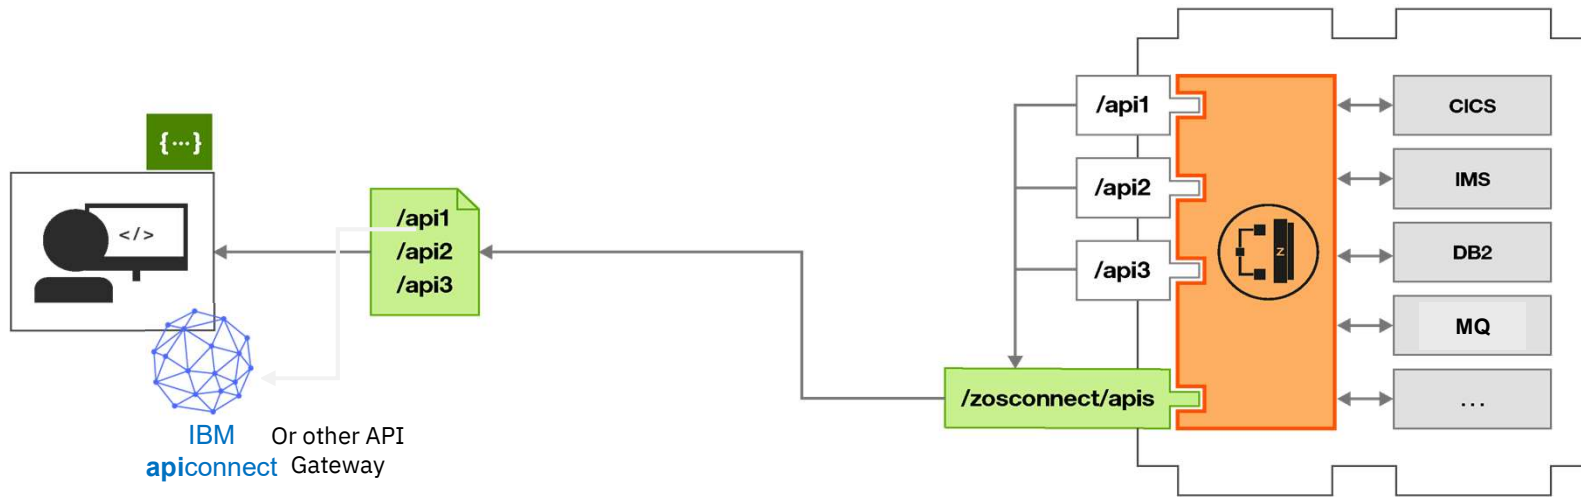 {···}
</>
/api1
/api2
/api3
IBM
apiconnect
Or other API
Gateway
/api1
/api2
/api3
/zosconnect/apis
Z
CICS
IMS
DB2
MQ
...